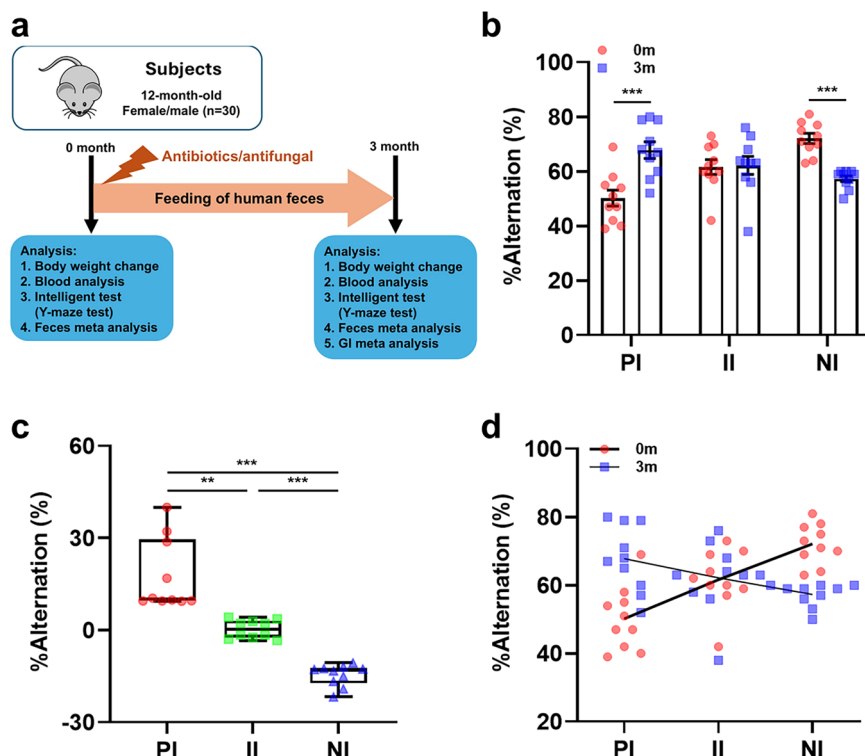 a
Subjects
12-month-old
Female/male (n=30)
0 month
Antibiotics/antifungal
3 month
Feeding of human feces
Analysis:
1. Body weight change
2. Blood analysis
3. Intelligent test
(Y-maze test)
4. Feces meta analysis
Analysis:
1. Body weight change
2. Blood analysis
3. Intelligent test
(Y-maze test)
4. Feces meta analysis
5. GI meta analysis
b
0m
3m
%Alternation (%)
100
80
60
40
20
0
***
***
PI II NI
c
%Alternation (%)
60
30
0
-30
***
** ***
PI II NI
d
0m
3m
%Alternation (%)
100
80
60
40
20
PI II NI